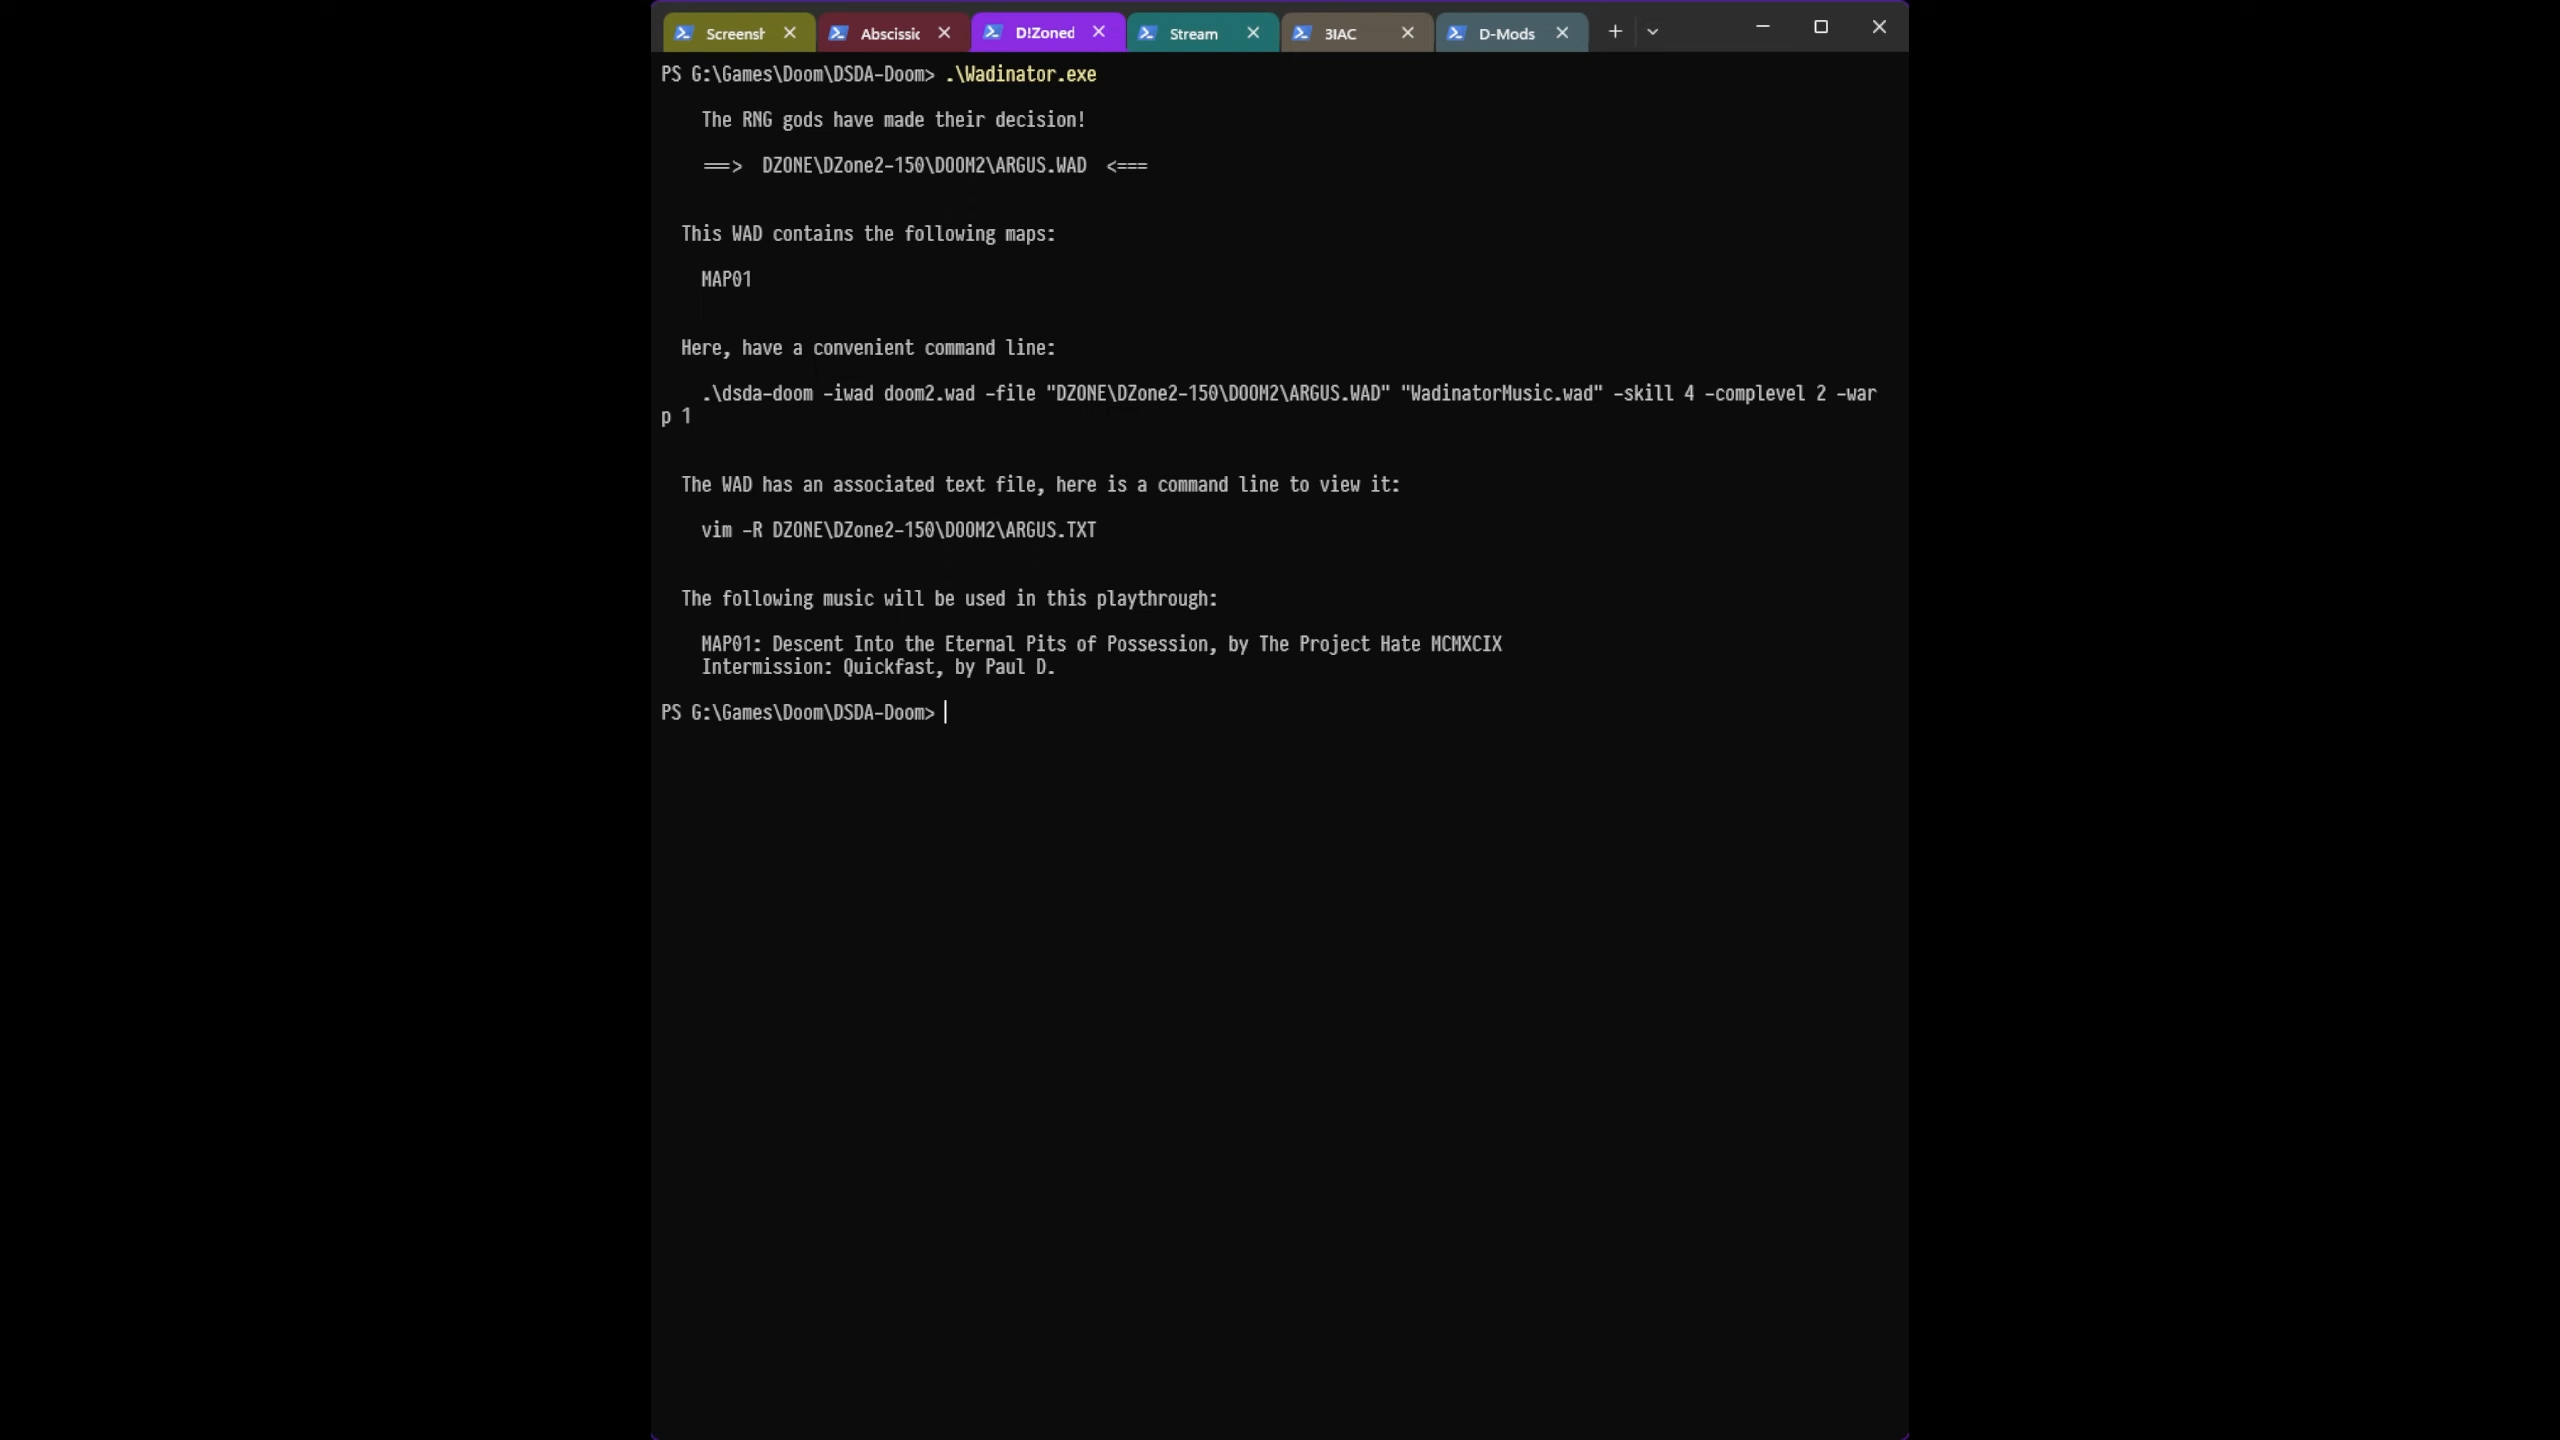 Screensh Abscissic D!Zoned Stream 3IAC D-Mods
PS G:\Games\Doom\DSDA-Doom> .\Wadinator.exe
The RNG gods have made their decision!
===> DZONE\DZone2-150\DOOM2\ARGUS.WAD <===
This WAD contains the following maps:
MAP01
Here, have a convenient command line:
.\dsda-doom -iwad doom2.wad -file "DZONE\DZone2-150\DOOM2\ARGUS.WAD" "WadinatorMusic.wad" -skill 4 -complevel 2 -war
p 1
The WAD has an associated text file, here is a command line to view it:
vim -R DZONE\DZone2-150\DOOM2\ARGUS.TXT
The following music will be used in this playthrough:
MAP01: Descent Into the Eternal Pits of Possession, by The Project Hate MCMXCIX
Intermission: Quickfast, by Paul D.
PS G:\Games\Doom\DSDA-Doom>